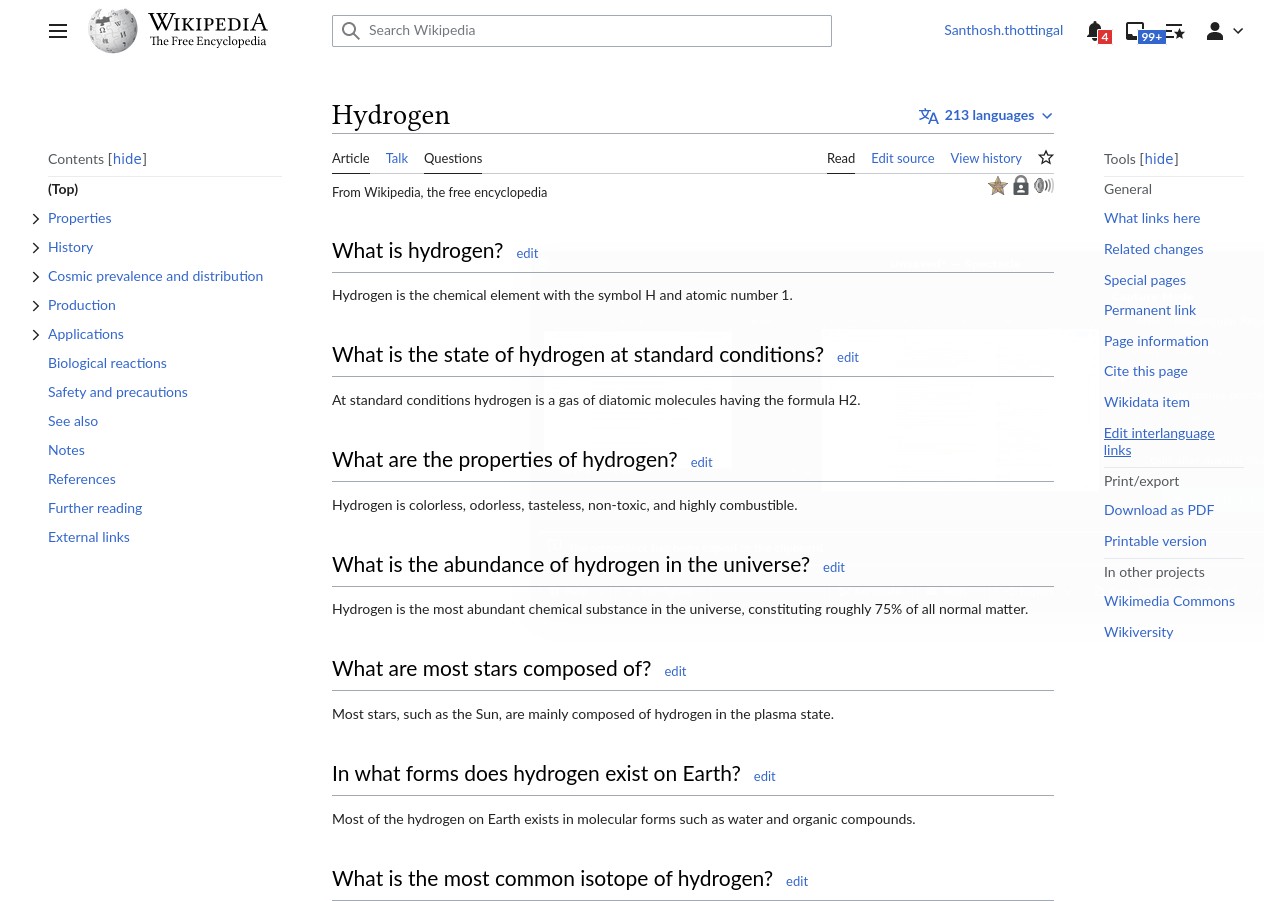 WIKIPEDIA
The Free Encyclopedia
Search Wikipedia
Santhosh.thottingal
4
99+
Hydrogen
213 languages
Contents [hide]
(Top)
Properties
History
Cosmic prevalence and distribution
Production
Applications
Biological reactions
Safety and precautions
See also
Notes
References
Further reading
External links
Article Talk Questions
Read Edit source View history
From Wikipedia, the free encyclopedia
What is hydrogen? edit
Hydrogen is the chemical element with the symbol H and atomic number 1.
What is the state of hydrogen at standard conditions? edit
At standard conditions hydrogen is a gas of diatomic molecules having the formula H2.
What are the properties of hydrogen? edit
Hydrogen is colorless, odorless, tasteless, non-toxic, and highly combustible.
What is the abundance of hydrogen in the universe? edit
Hydrogen is the most abundant chemical substance in the universe, constituting roughly 75% of all normal matter.
What are most stars composed of? edit
Most stars, such as the Sun, are mainly composed of hydrogen in the plasma state.
In what forms does hydrogen exist on Earth? edit
Most of the hydrogen on Earth exists in molecular forms such as water and organic compounds.
What is the most common isotope of hydrogen? edit
Tools [hide]
General
What links here
Related changes
Special pages
Permanent link
Page information
Cite this page
Wikidata item
Edit interlanguage
links
Print/export
Download as PDF
Printable version
In other projects
Wikimedia Commons
Wikiversity